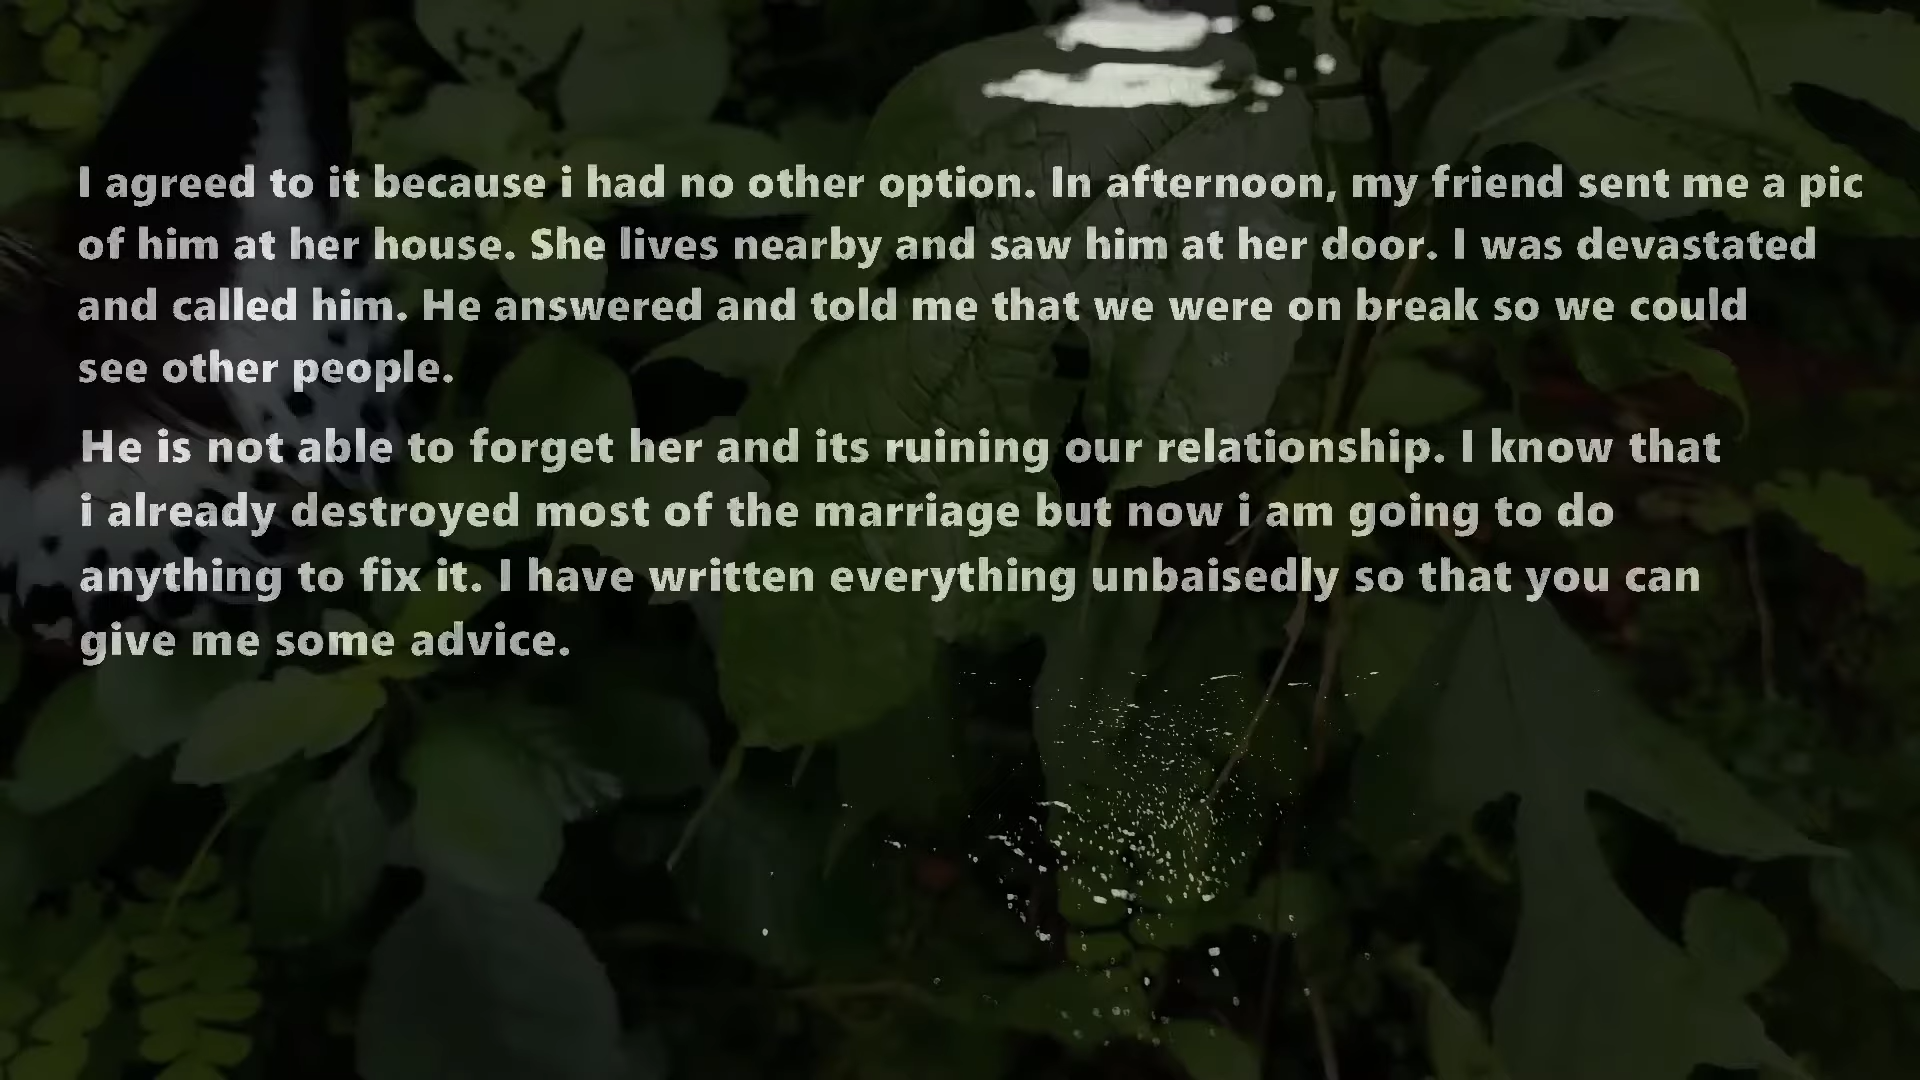 I agreed to it because i had no other option. In afternoon, my friend sent me a pic
of him at her house. She lives nearby and saw him at her door. I was devastated
and called him. He answered and told me that we were on break so we could
see other people.
He is not able to forget her and its ruining our relationship. I know that
i already destroyed most of the marriage but now i am going to do
anything to fix it. I have written everything unbaisedly so that you can
give me some advice.